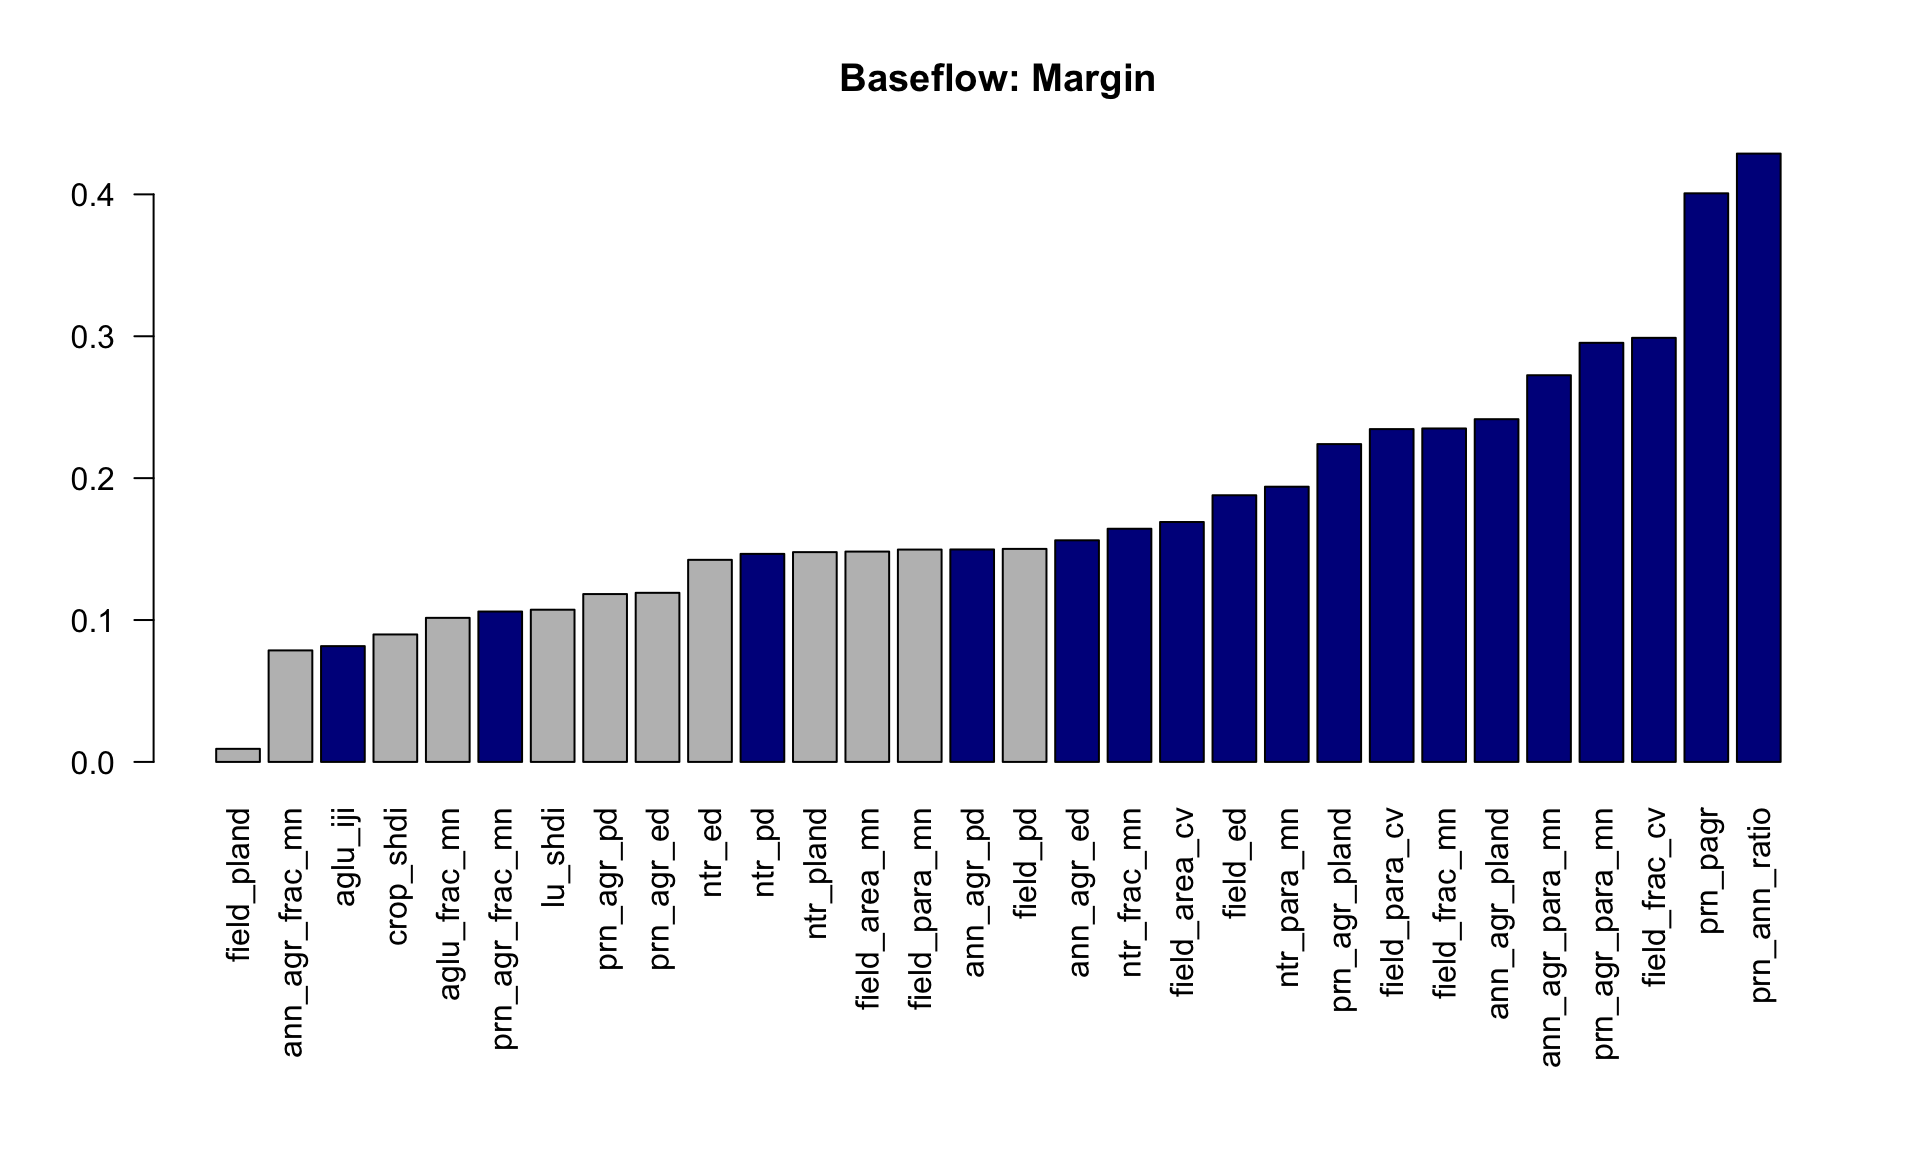 Baseflow: Margin
0.4
0.3
0.2
0.1
0.0
field_pland
ann_agr_frac_mn
aglu_iji
crop_shdi
aglu_frac_mn
prn_agr_frac_mn
lu_shdi
prn_agr_pd
prn_agr_ed
ntr_ed
ntr_pd
ntr_pland
field_area_mn
field_para_mn
ann_agr_pd
field_pd
ann_agr_ed
ntr_frac_mn
field_area_cv
field_ed
ntr_para_mn
prn_agr_pland
field_para_cv
field_frac_mn
ann_agr_pland
ann_agr_para_mn
prn_agr_para_mn
field_frac_cv
prn_pagr
prn_ann_ratio